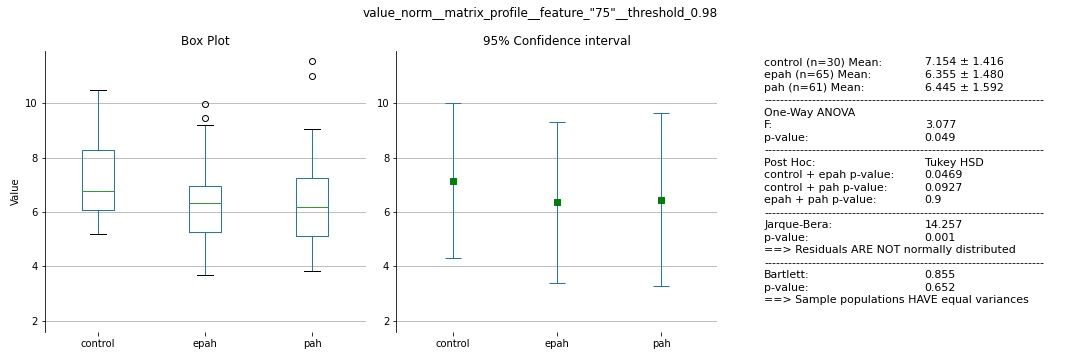 value_norm__matrix_profile__feature_"75"__threshold_0.98
Box Plot
Value
10
8
6
4
2
control epah pah
95% Confidence interval
10
8
6
4
2
control epah pah
control (n=30) Mean: 7.154 ± 1.416
epah (n=65) Mean: 6.355 ± 1.480
pah (n=61) Mean: 6.445 ± 1.592
One-Way ANOVA
F: 3.077
p-value: 0.049
Post Hoc: Tukey HSD
control + epah p-value: 0.0469
control + pah p-value: 0.0927
epah + pah p-value: 0.9
Jarque-Bera: 14.257
p-value: 0.001
==> Residuals ARE NOT normally distributed
Bartlett: 0.855
p-value: 0.652
==> Sample populations HAVE equal variances